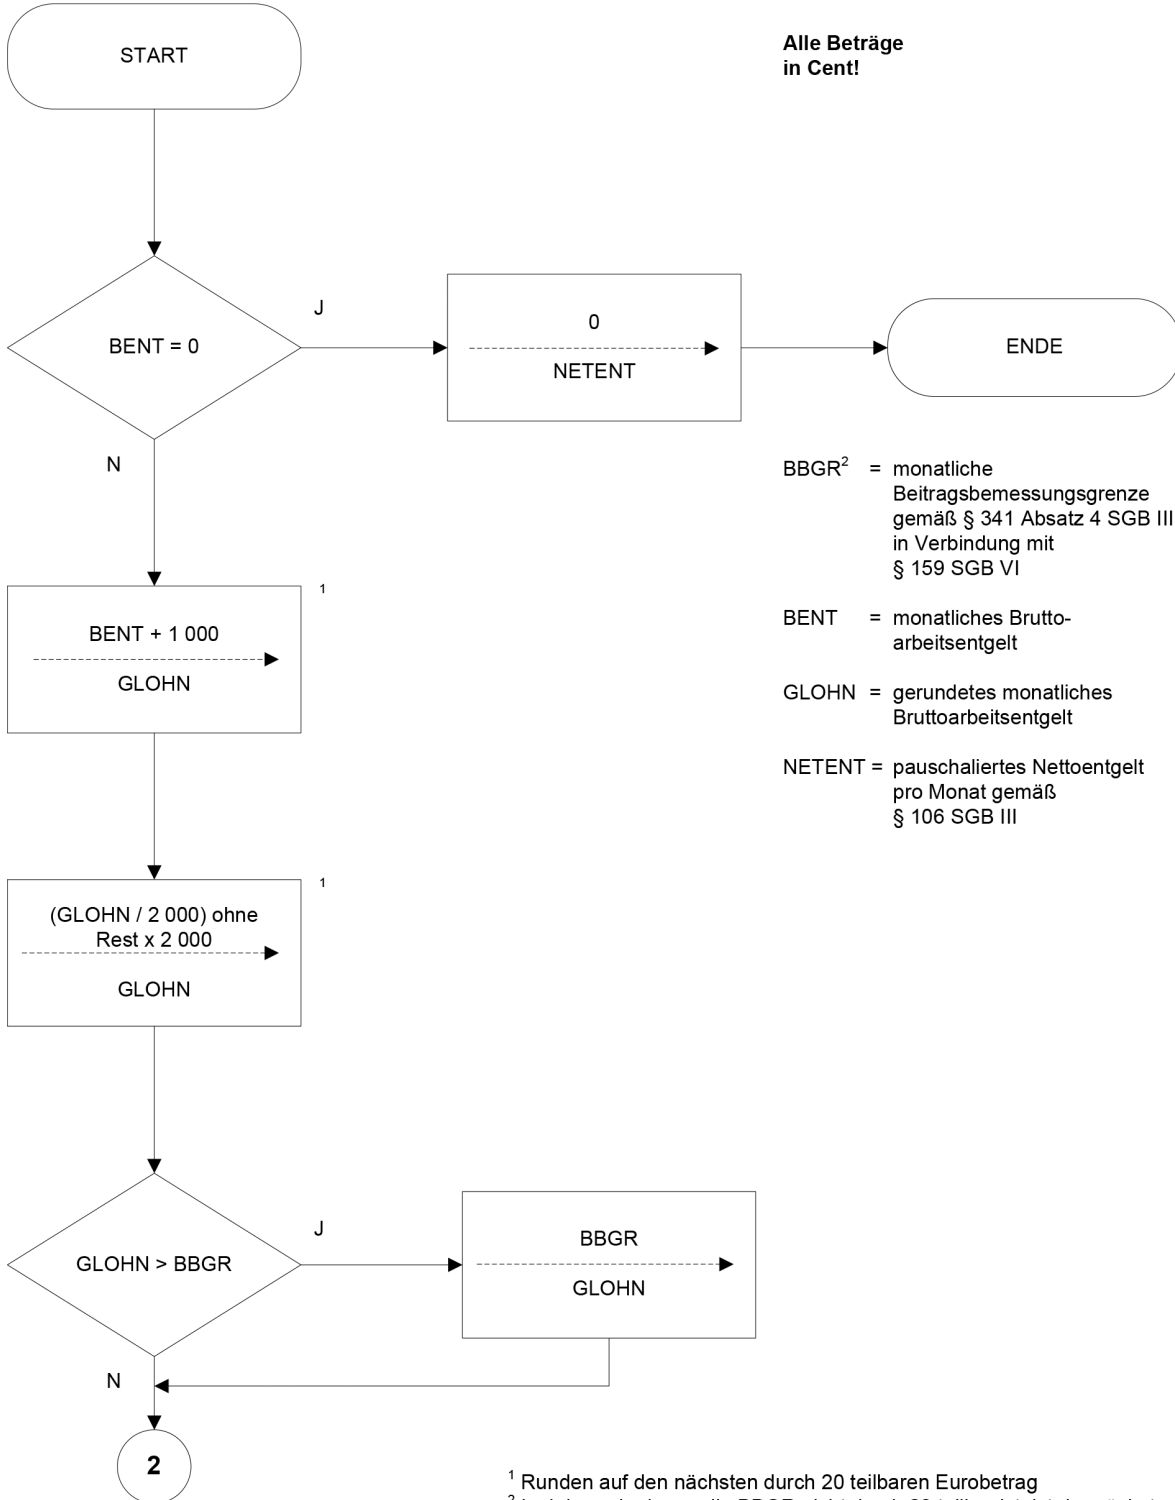 START
Alle Beträge
in Cent!
BENT = 0
J
0
NETENT
ENDE
N
BBGR² = monatliche
Beitragsbemessungsgrenze
gemäß § 341 Absatz 4 SGB III
in Verbindung mit
§ 159 SGB VI
BENT = monatliches Brutto-
arbeitsentgelt
GLOHN = gerundetes monatliches
Bruttoarbeitsentgelt
NETENT = pauschaliertes Nettoentgelt
pro Monat gemäß
§ 106 SGB III
1
BENT + 1 000
GLOHN
1
(GLOHN / 2 000) ohne
Rest x 2 000
GLOHN
GLOHN > BBGR
J
BBGR
GLOHN
N
2
¹ Runden auf den nächsten durch 20 teilbaren Eurobetrag